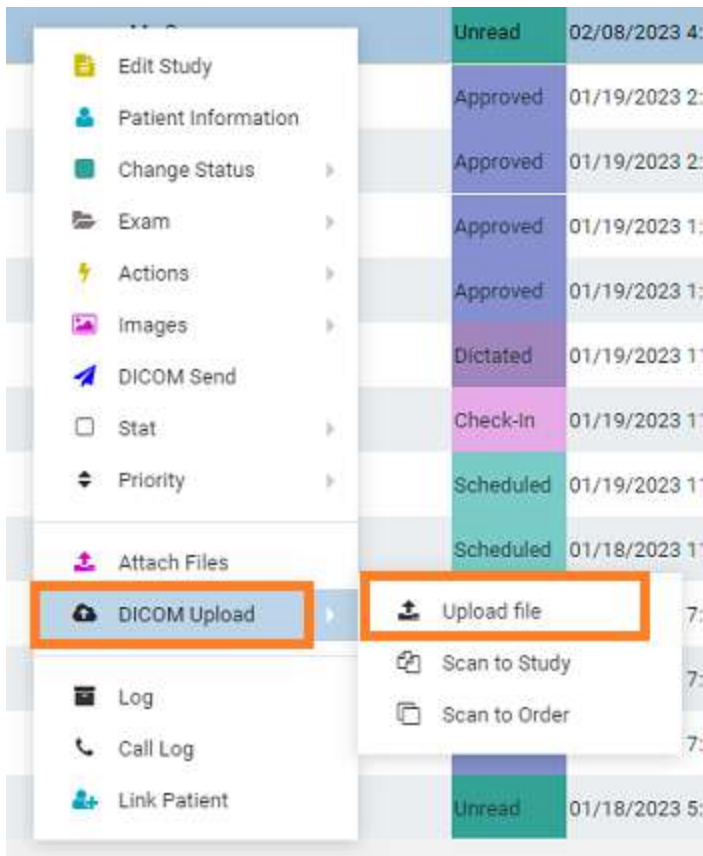 Unread 02/08/2023 4:
Edit Study
Approved 01/19/2023 2:
Patient Information
Approved 01/19/2023 2:
Change Status
Approved 01/19/2023 1:
Exam
Approved 01/19/2023 1:
Actions
Images
Dictated 01/19/2023 1
DICOM Send
Check-In 01/19/2023 1
Stat
Scheduled 01/19/2023 1
Priority
Scheduled 01/18/2023 1
Attach Files
DICOM Upload
Upload file
7:
Scan to Study
7:
Log
Scan to Order
7:
Call Log
Link Patient
Unread 01/18/2023 5: